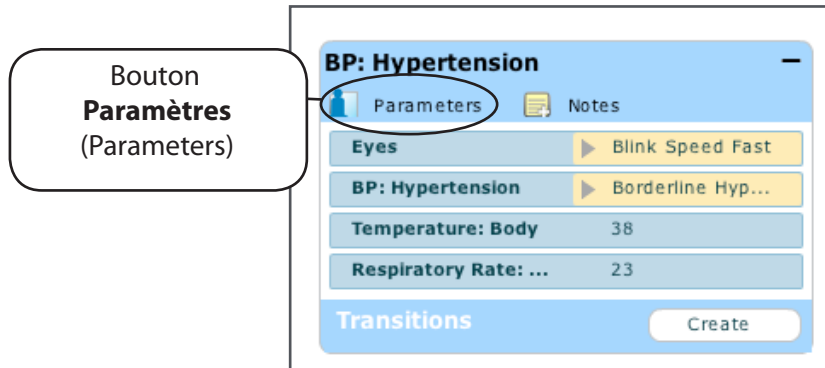 Bouton
Paramètres
(Parameters)
BP: Hypertension
Parameters Notes
Eyes Blink Speed Fast
BP: Hypertension Borderline Hyp...
Temperature: Body 38
Respiratory Rate: ... 23
Transitions Create